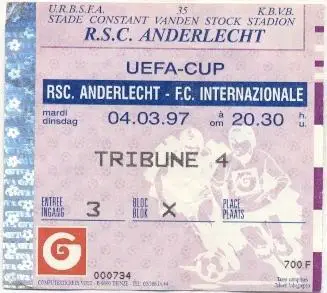 U.R.B.S.F.A. 35 K.B.V.B.
STADE CONSTANT VANDEN STOCK STADION
R.S.C. ANDERLECHT
UEFA-CUP
RSC. ANDERLECHT - F.C. INTERNAZIONALE
mardi
dinsdag 04.03.97 à om 20.30 h. u.
TRIBUNE 4
ENTREE
INGANG 3 BLOC
BLOK X PLACE
PLAATS
G
700 F
000734